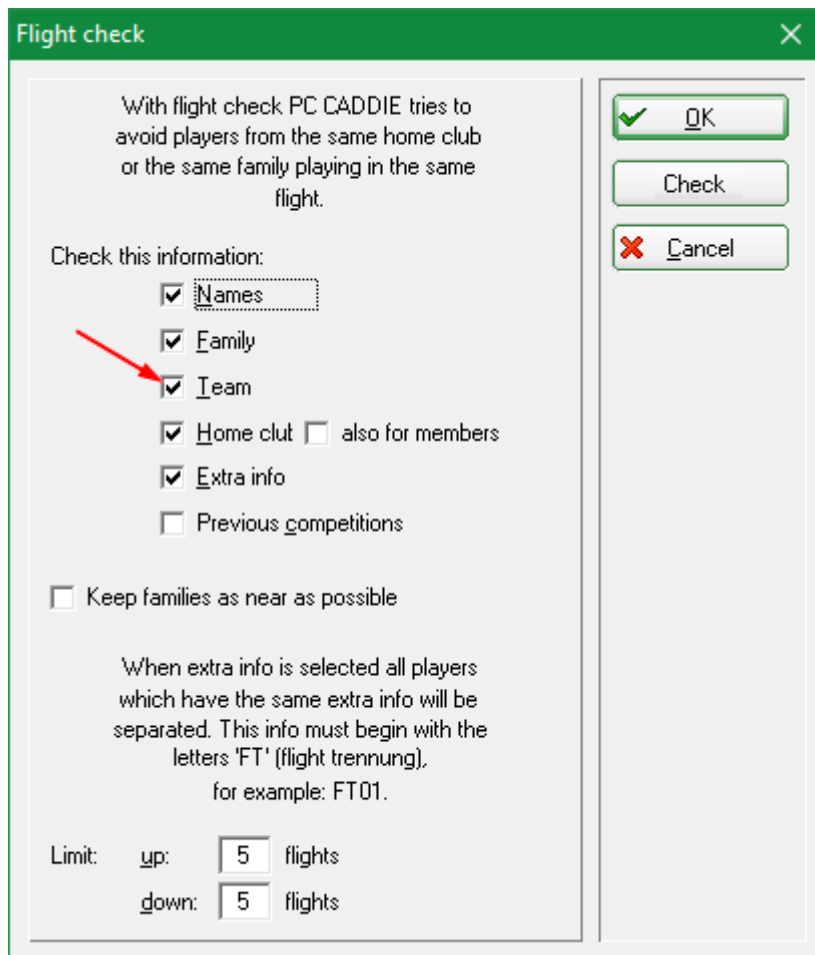 Flight check
With flight check PC CADDIE tries to
avoid players from the same home club
or the same family playing in the same
flight.
OK
Check
Cancel
Check this information:
Names
Family
Team
Home clut also for members
Extra info
Previous competitions
Keep families as near as possible
When extra info is selected all players
which have the same extra info will be
separated. This info must begin with the
letters 'FT' (flight trennung),
for example: FT01.
Limit: up: 5 flights
down: 5 flights